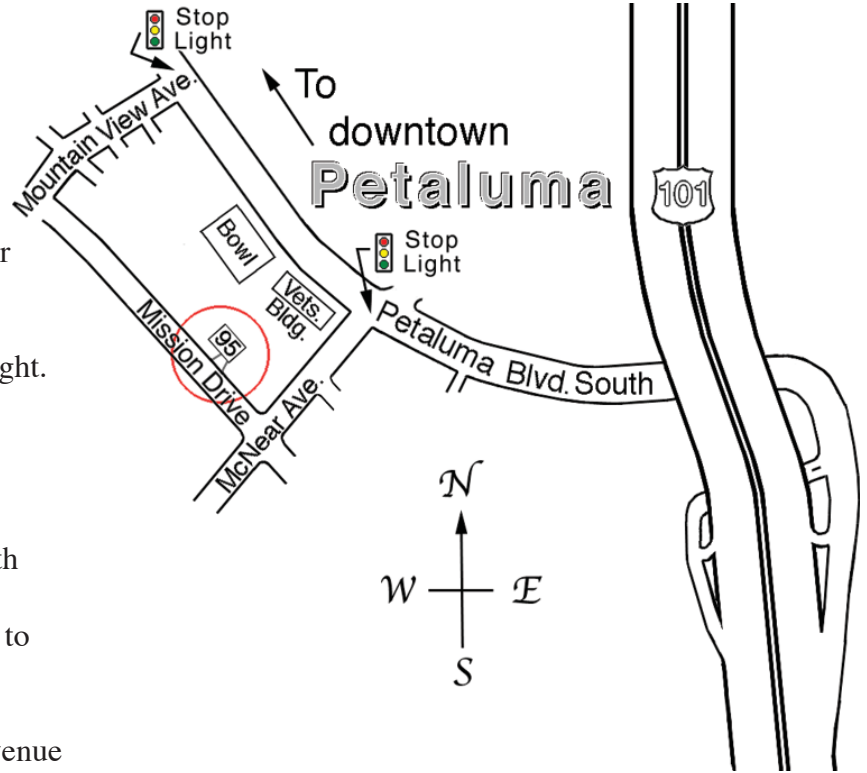 Stop
Light
Mountain View Ave.
To
downtown
Petaluma
101
Bowl
Stop
Light
Vets.
Bldg.
Petaluma Blvd. South
95
Mission Drive
McNear Ave.
N
W E
S
r
ght.
th
to
venue